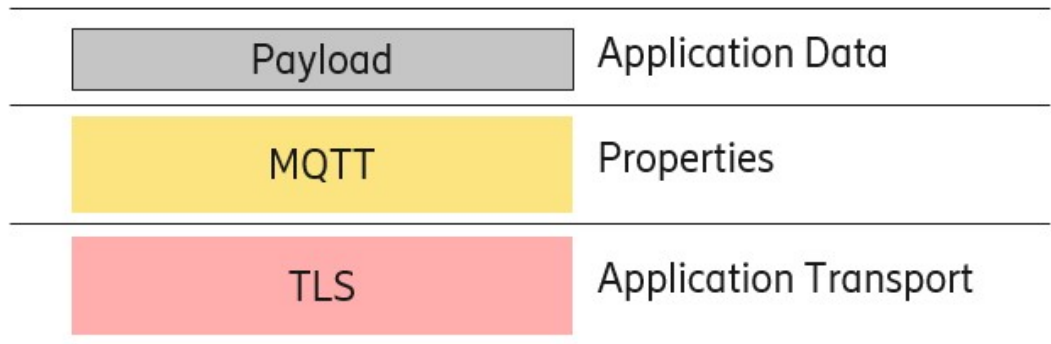 Payload Application Data
MQTT Properties
TLS Application Transport